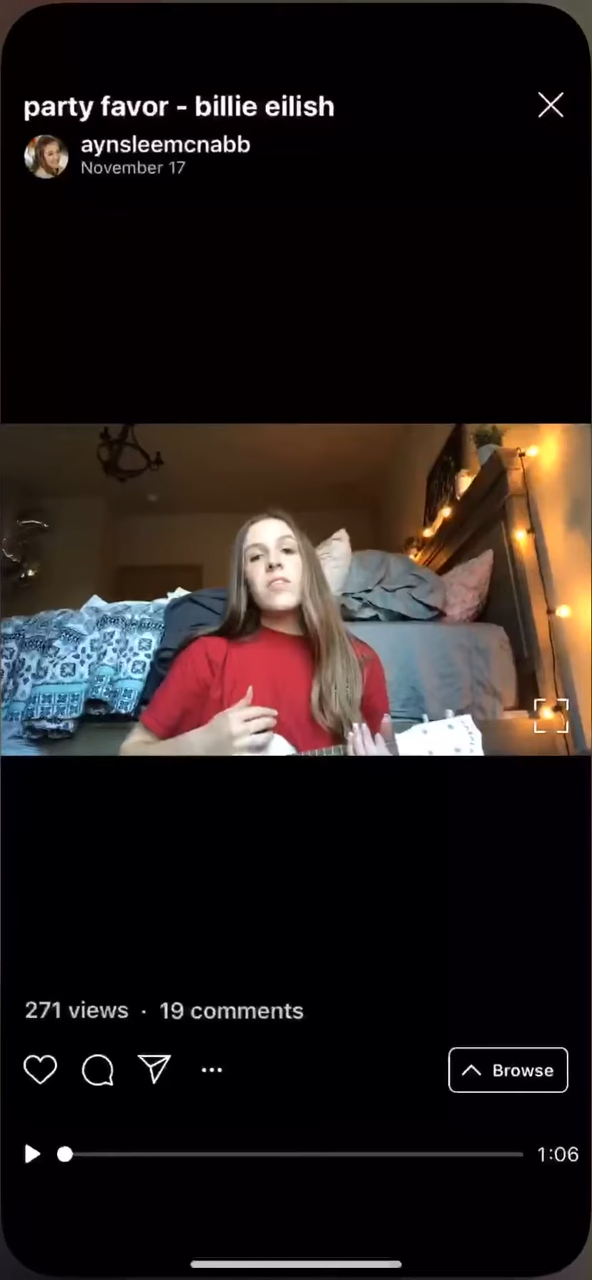 party favor - billie eilish
aynsleemcnabb
November 17
271 views · 19 comments
Browse
1:06